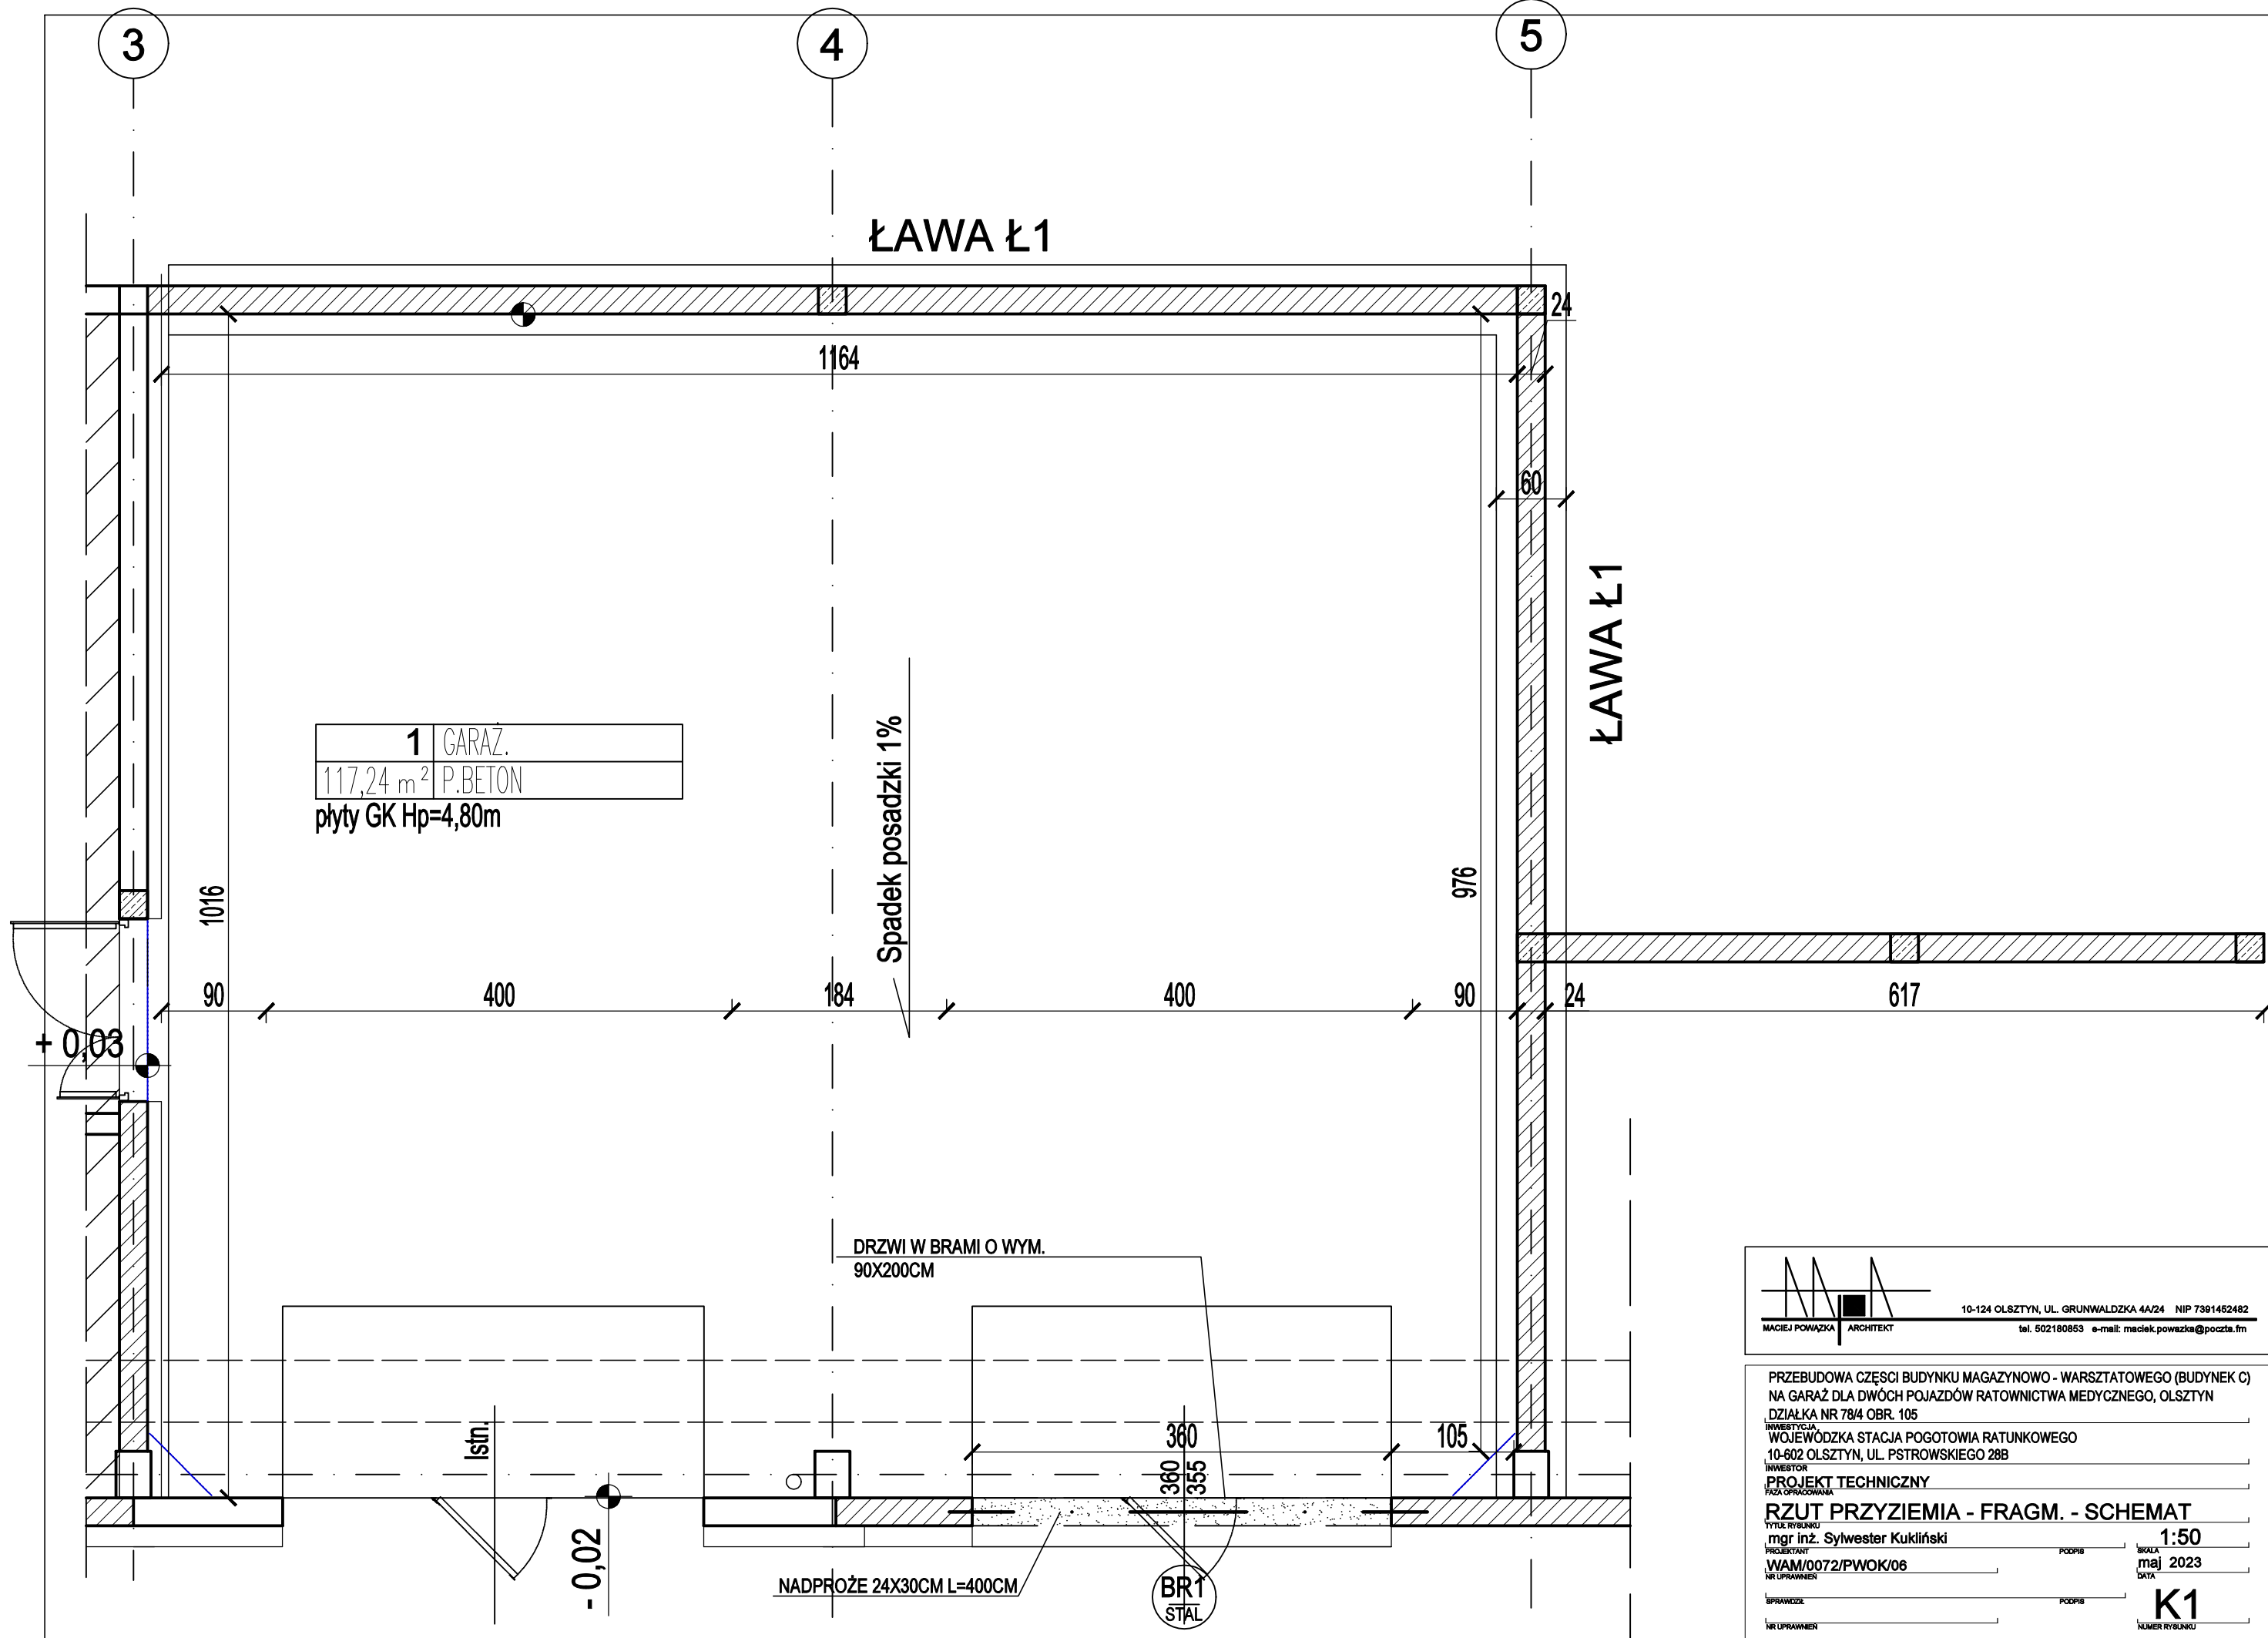 3
4
5
ŁAWA Ł1
24
1164
60
ŁAWA Ł1
1 GARAŻ.
117,24 m² P.BETON
płyty GK Hp=4,80m
Spadek posadzki 1%
1016
976
90
400
184
400
90
24
617
+ 0,03
DRZWI W BRAMI O WYM.
90X200CM
Istn.
360
105
360
355
- 0,02
NADPROŻE 24X30CM L=400CM
BR1
STAL
10-124 OLSZTYN, UL. GRUNWALDZKA 4A/24 NIP 7391452482
MACIEJ POWĄZKA ARCHITEKT
tel. 502180853 e-mail: maciek.powazka@poczta.fm
PRZEBUDOWA CZĘSCI BUDYNKU MAGAZYNOWO - WARSZTATOWEGO (BUDYNEK C)
NA GARAŻ DLA DWÓCH POJAZDÓW RATOWNICTWA MEDYCZNEGO, OLSZTYN
DZIAŁKA NR 78/4 OBR. 105
INWESTYCJA
WOJEWÓDZKA STACJA POGOTOWIA RATUNKOWEGO
10-602 OLSZTYN, UL. PSTROWSKIEGO 28B
INWESTOR
PROJEKT TECHNICZNY
FAZA OPRACOWANIA
RZUT PRZYZIEMIA - FRAGM. - SCHEMAT
TYTUŁ RYSUNKU
mgr inż. Sylwester Kukliński 1:50
PROJEKTANT PODPIS SKALA
WAM/0072/PWOK/06 maj 2023
NR UPRAWNIEŃ DATA
SPRAWDZIŁ PODPIS
K1
NR UPRAWNIEŃ NUMER RYSUNKU